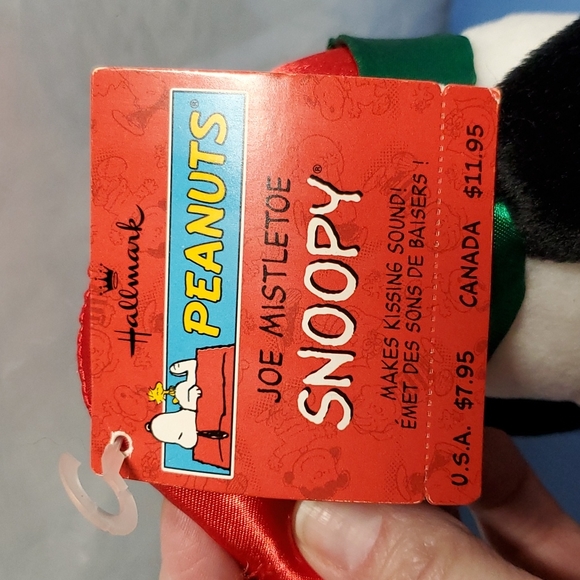 Hallmark
PEANUTS®
JOE MISTLETOE
SNOOPY®
MAKES KISSING SOUND!
ÉMET DES SONS DE BAISERS !
U.S.A. $7.95 CANADA $11.95